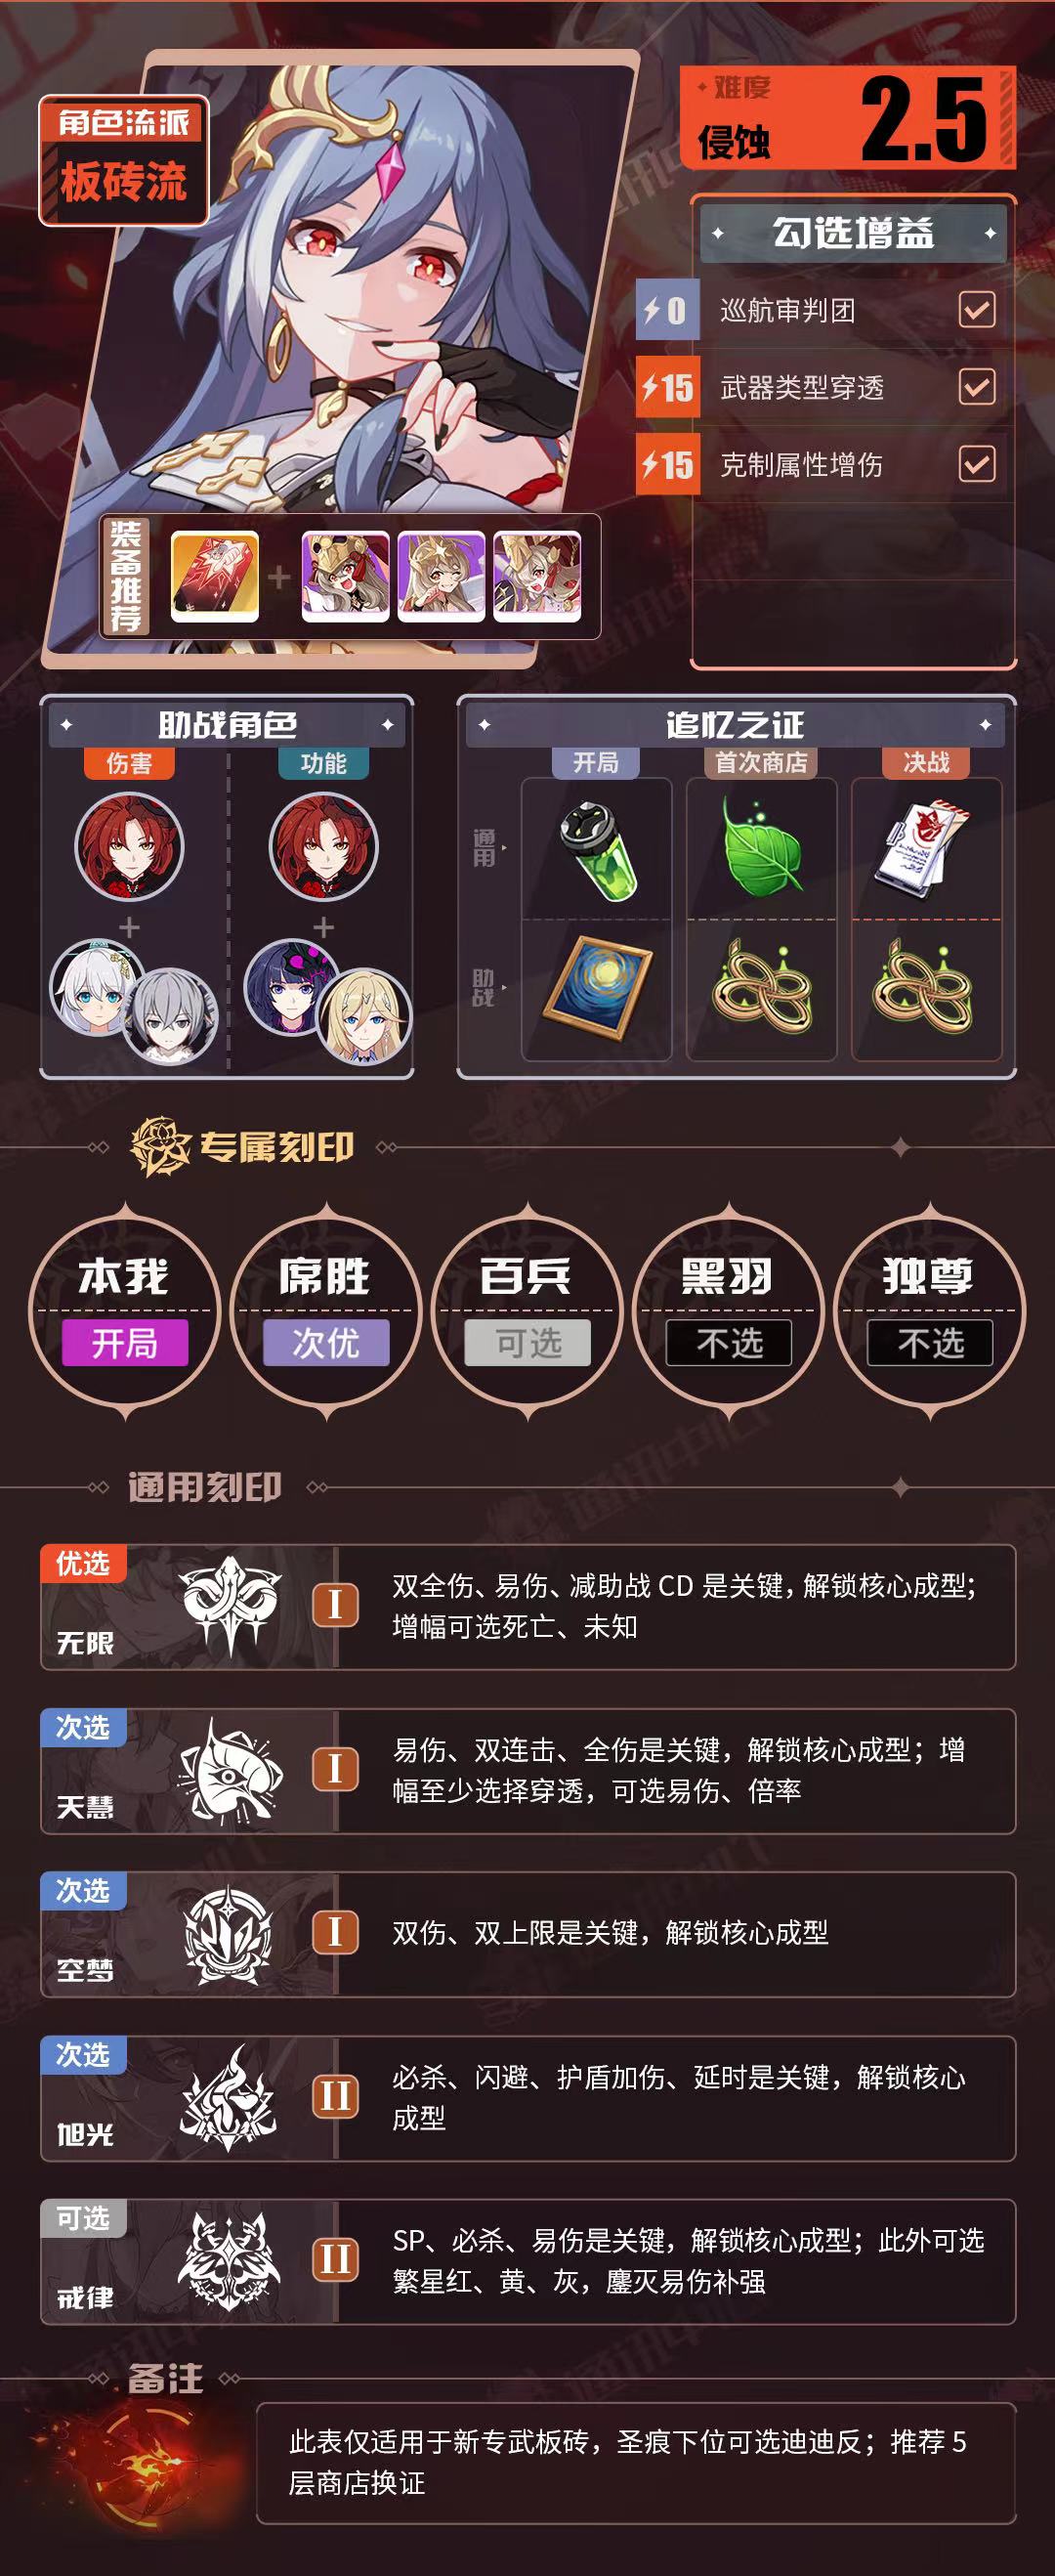 角色流派
板砖流
难度
侵蚀
2.5
勾选增益
0
巡航审判团
15
武器类型穿透
15
克制属性增伤
装备推荐
助战角色
伤害
功能
追忆之证
开局
首次商店
决战
通用
助战
专属刻印
本我
开局
席胜
次优
百兵
可选
黑羽
不选
独尊
不选
通用刻印
优选
无限
I
双全伤、易伤、减助战 CD 是关键，解锁核心成型；
增幅可选死亡、未知
次选
天慧
I
易伤、双连击、全伤是关键，解锁核心成型；增
幅至少选择穿透，可选易伤、倍率
次选
空梦
I
双伤、双上限是关键，解锁核心成型
次选
旭光
II
必杀、闪避、护盾加伤、延时是关键，解锁核心
成型
可选
戒律
II
SP、必杀、易伤是关键，解锁核心成型；此外可选
繁星红、黄、灰，鏖灭易伤补强
备注
此表仅适用于新专武板砖，圣痕下位可选迪迪反；推荐 5
层商店换证